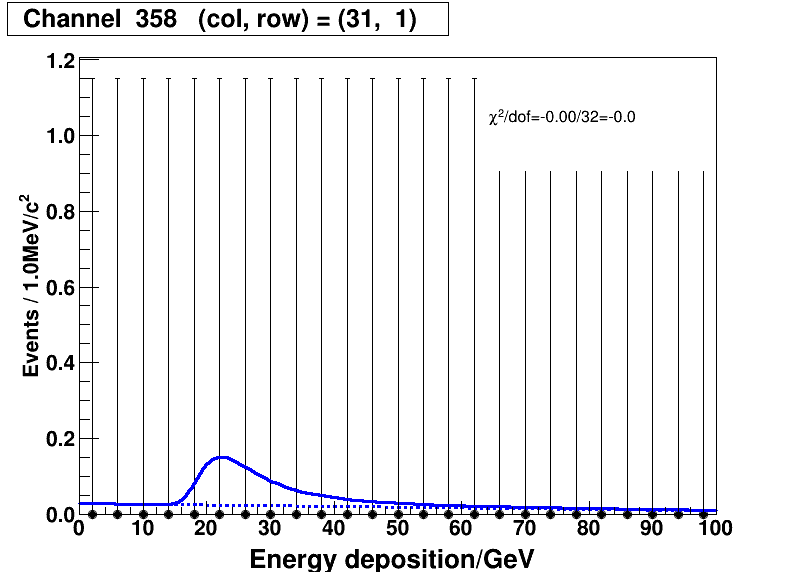 Channel 358 (col, row) = (31, 1)
1.2
1.0
0.8
0.6
0.4
0.2
0.0
Events / 1.0MeV/c²
χ²/dof=-0.00/32=-0.0
0 10 20 30 40 50 60 70 80 90 100
Energy deposition/GeV